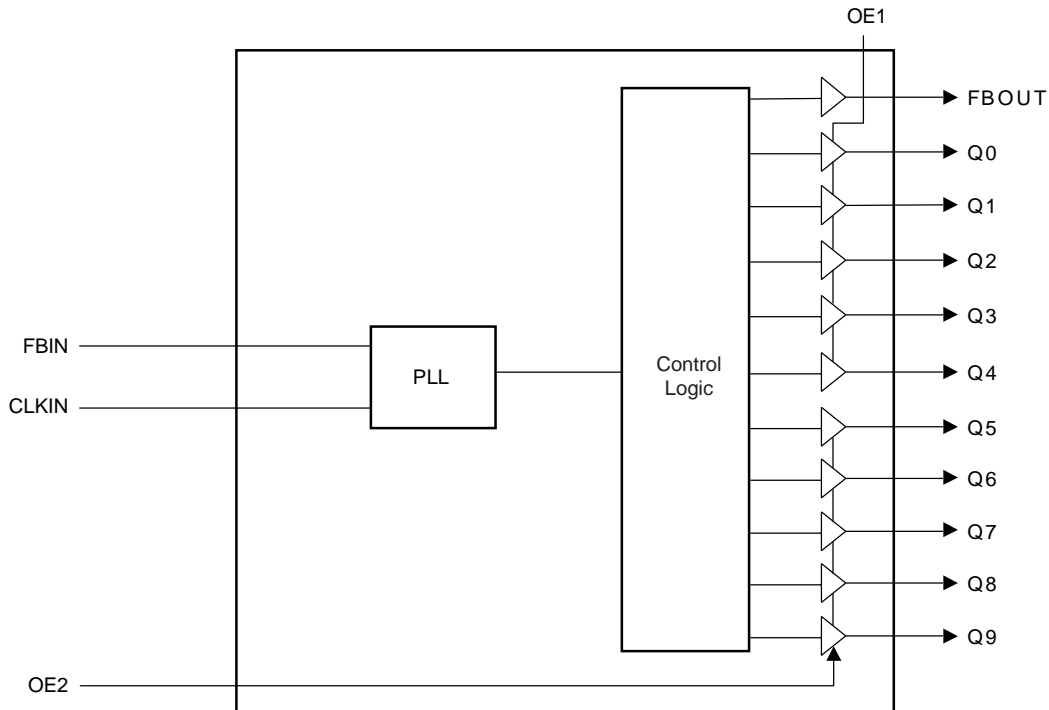 OE1
FBOUT
Q0
Q1
Q2
Q3
FBIN
PLL
Control
Logic
Q4
CLKIN
Q5
Q6
Q7
Q8
Q9
OE2